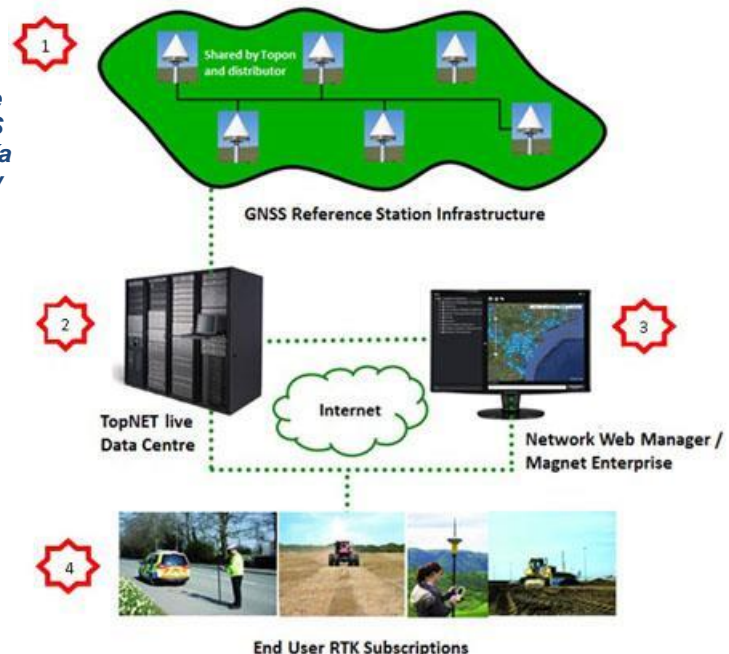 1
Shared by Topon
and distributor
GNSS Reference Station Infrastructure
2
3
TopNET live
Data Centre
Internet
Network Web Manager /
Magnet Enterprise
4
End User RTK Subscriptions